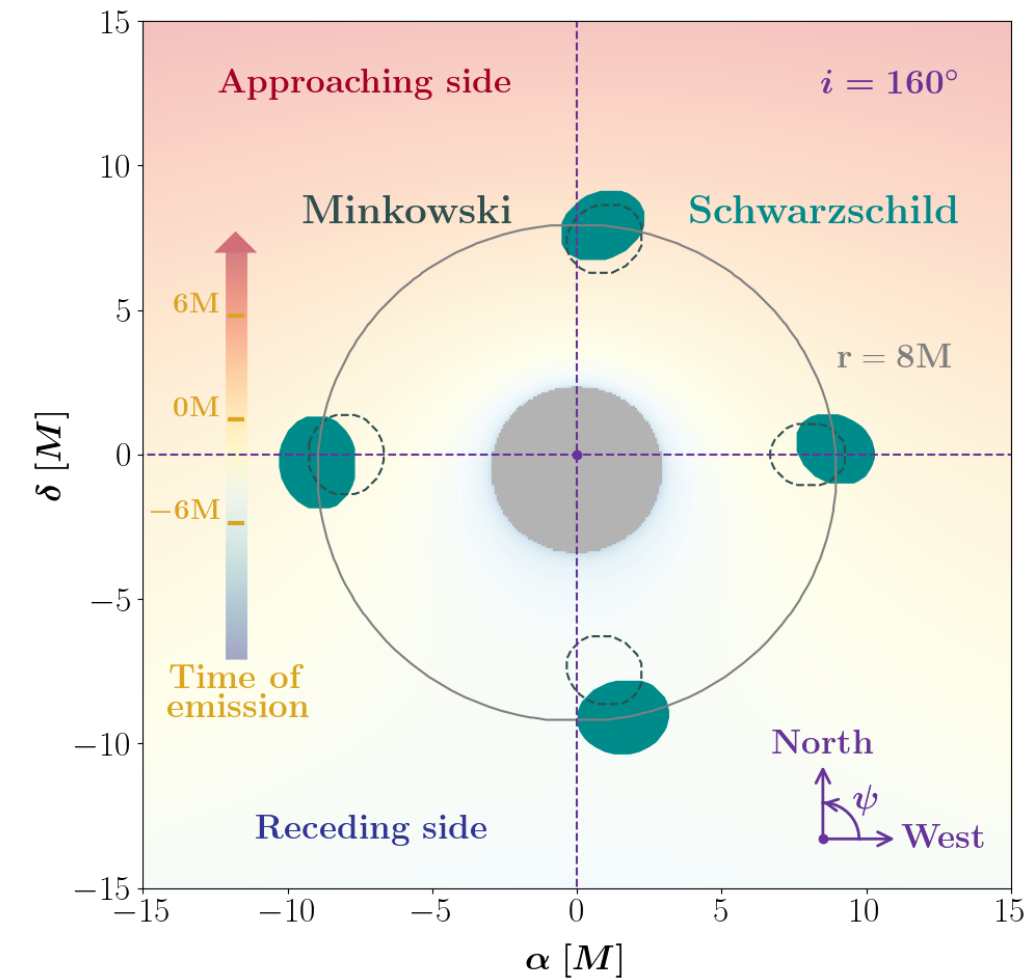 15
10
5
0
−5
−10
−15
δ [M]
Approaching side
i = 160°
Minkowski
Schwarzschild
6M
0M
−6M
r = 8M
Time of
emission
North
ψ
West
Receding side
−15
−10
−5
0
5
10
15
α [M]